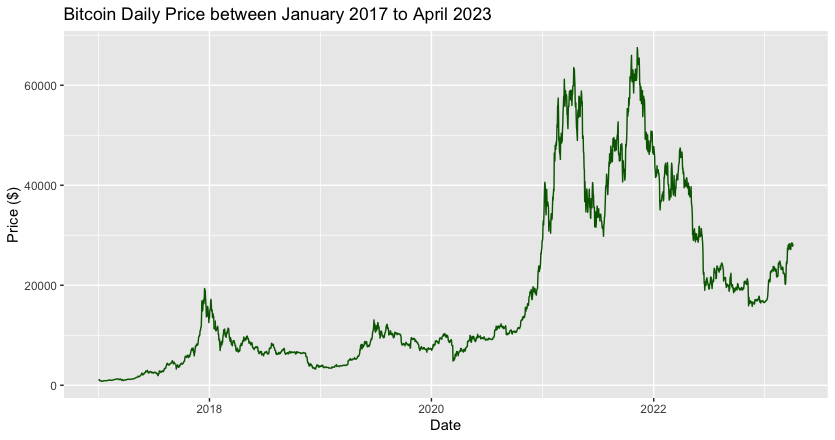 Bitcoin Daily Price between January 2017 to April 2023
Price ($)
60000
40000
20000
0
2018 2020 2022
Date